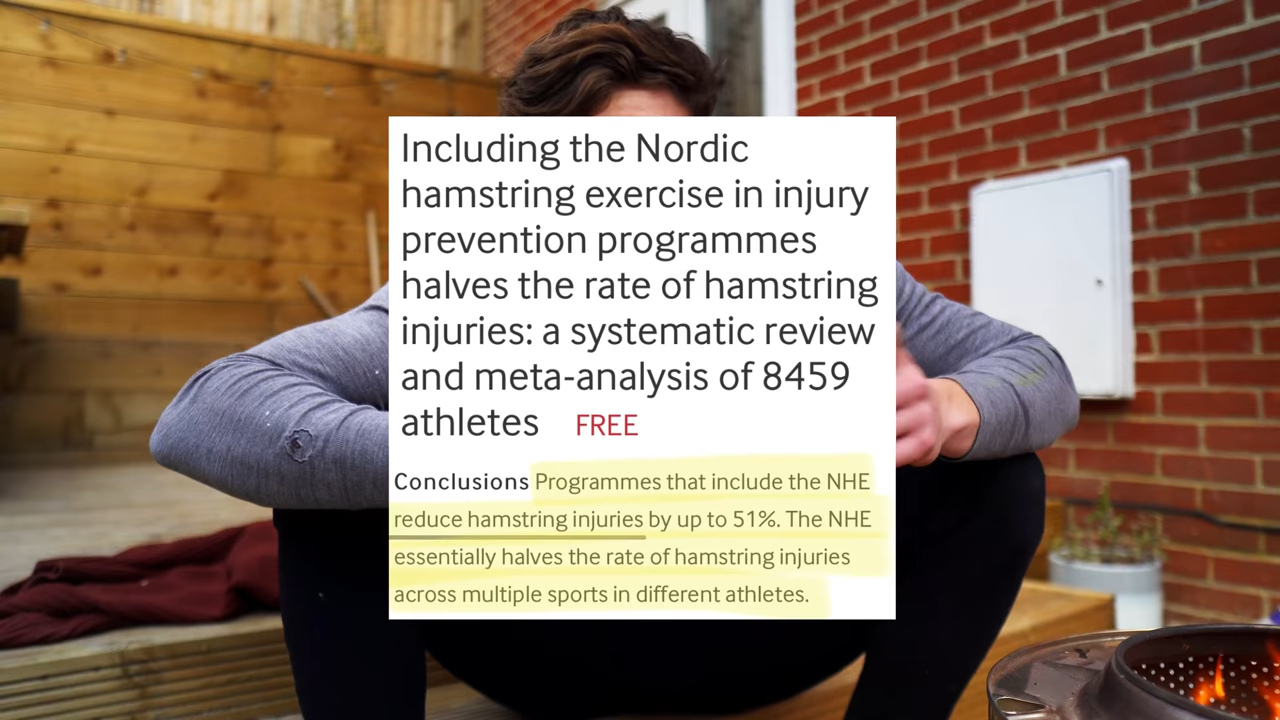 Including the Nordic
hamstring exercise in injury
prevention programmes
halves the rate of hamstring
injuries: a systematic review
and meta-analysis of 8459
athletes FREE
Conclusions Programmes that include the NHE
reduce hamstring injuries by up to 51%. The NHE
essentially halves the rate of hamstring injuries
across multiple sports in different athletes.